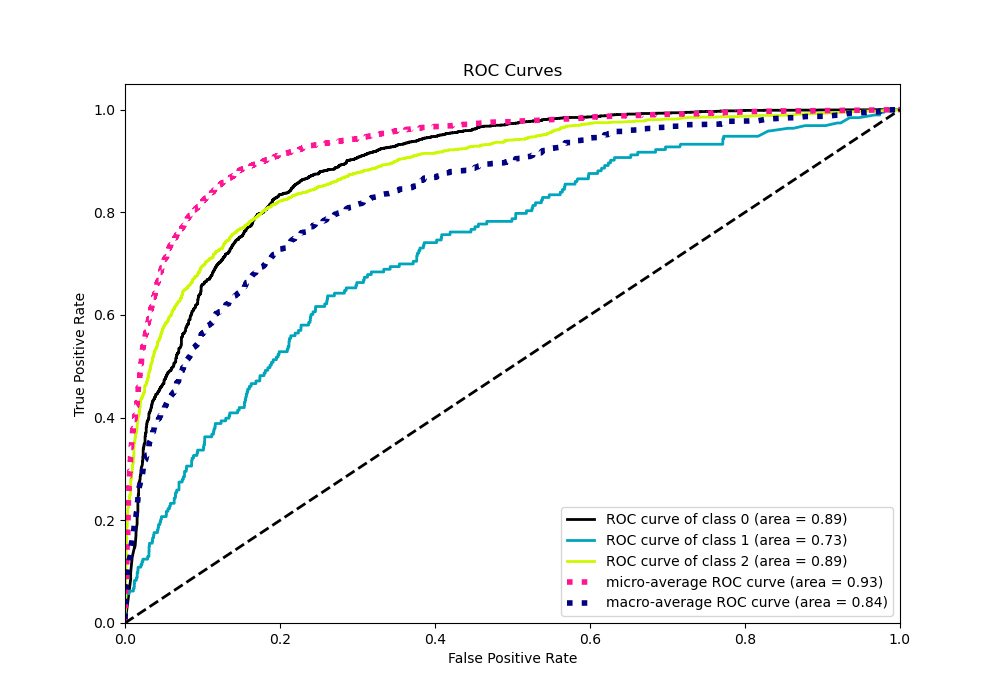 ROC Curves
True Positive Rate
1.0
0.8
0.6
0.4
0.2
0.0
0.0 0.2 0.4 0.6 0.8 1.0
False Positive Rate
ROC curve of class 0 (area = 0.89)
ROC curve of class 1 (area = 0.73)
ROC curve of class 2 (area = 0.89)
micro-average ROC curve (area = 0.93)
macro-average ROC curve (area = 0.84)